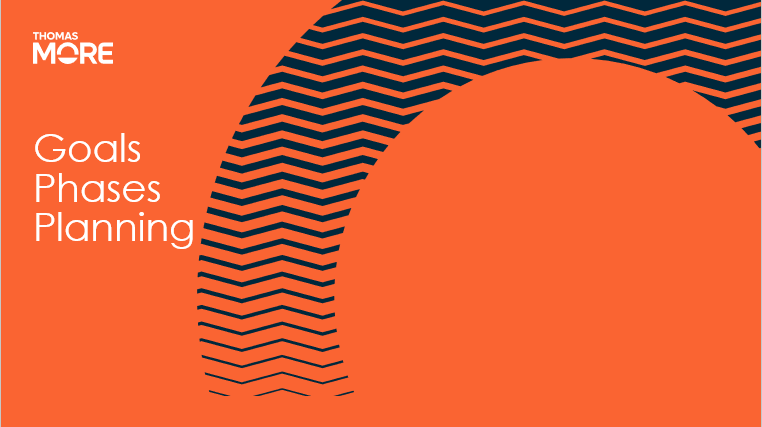 THOMAS
MORE
Goals
Phases
Planning